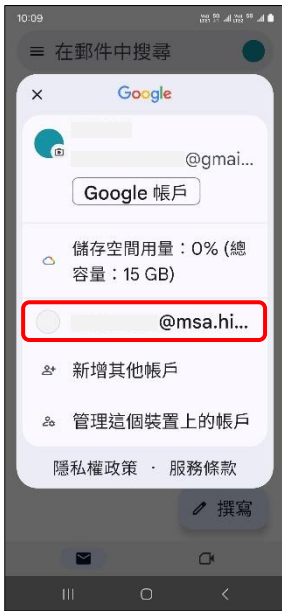 10:09
在郵件中搜尋
Google
@gmai...
Google 帳戶
儲存空間用量：0% (總
容量：15 GB)
@msa.hi...
新增其他帳戶
管理這個裝置上的帳戶
隱私權政策 · 服務條款
撰寫